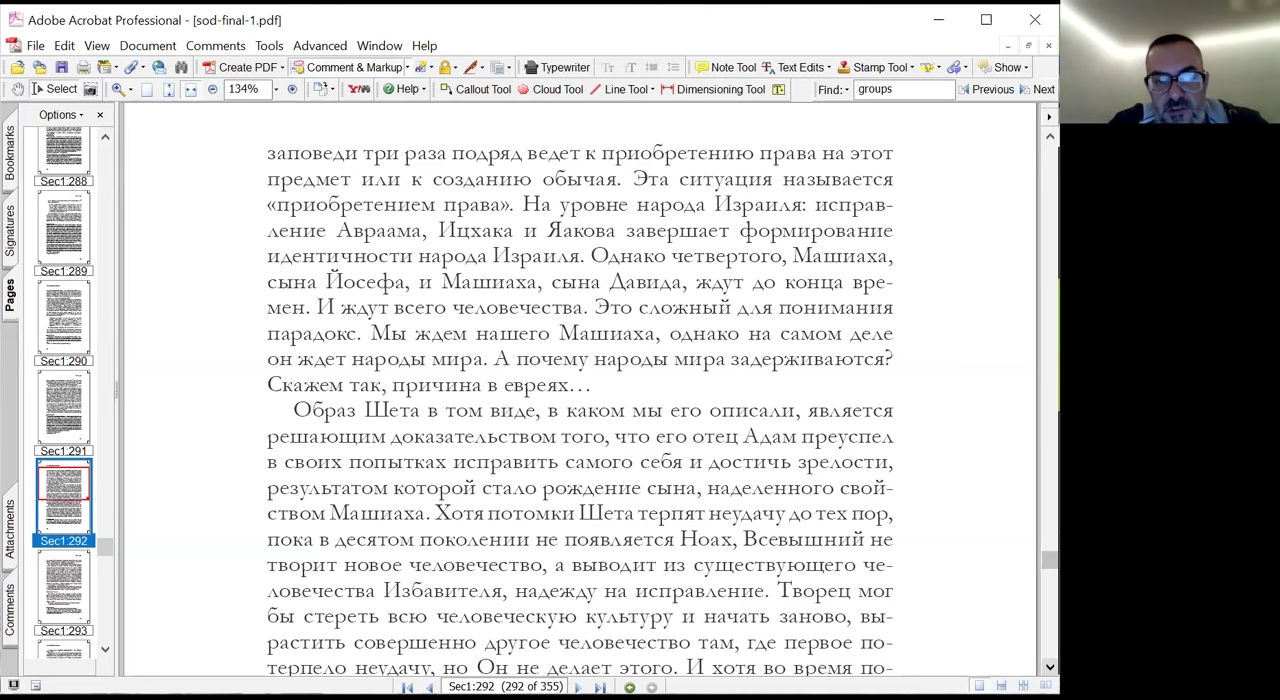 Adobe Acrobat Professional - [sod-final-1.pdf]
File Edit View Document Comments Tools Advanced Window Help
Create PDF Comment & Markup Typewriter Note Tool Text Edits Stamp Tool Show
Select 134% Help Callout Tool Cloud Tool Line Tool Dimensioning Tool Find: groups Previous Next
Options
Bookmarks
Signatures
Pages
Attachments
Comments
Sec1:288
Sec1:289
Sec1:290
Sec1:291
Sec1:292
Sec1:293
заповеди три раза подряд ведет к приобретению права на этот
предмет или к созданию обычая. Эта ситуация называется
«приобретением права». На уровне народа Израиля: исправ-
ление Авраама, Ицхака и Яакова завершает формирование
идентичности народа Израиля. Однако четвертого, Машиаха,
сына Йосефа, и Машиаха, сына Давида, ждут до конца вре-
мен. И ждут всего человечества. Это сложный для понимания
парадокс. Мы ждем нашего Машиаха, однако на самом деле
он ждет народы мира. А почему народы мира задерживаются?
Скажем так, причина в евреях…
Образ Шета в том виде, в каком мы его описали, является
решающим доказательством того, что его отец Адам преуспел
в своих попытках исправить самого себя и достичь зрелости,
результатом которой стало рождение сына, наделенного свой-
ством Машиаха. Хотя потомки Шета терпят неудачу до тех пор,
пока в десятом поколении не появляется Ноах, Всевышний не
творит новое человечество, а выводит из существующего че-
ловечества Избавителя, надежду на исправление. Творец мог
бы стереть всю человеческую культуру и начать заново, вы-
растить совершенно другое человечество там, где первое по-
терпело неудачу, но Он не делает этого. И хотя во время по-
Sec1:292 (292 of 355)